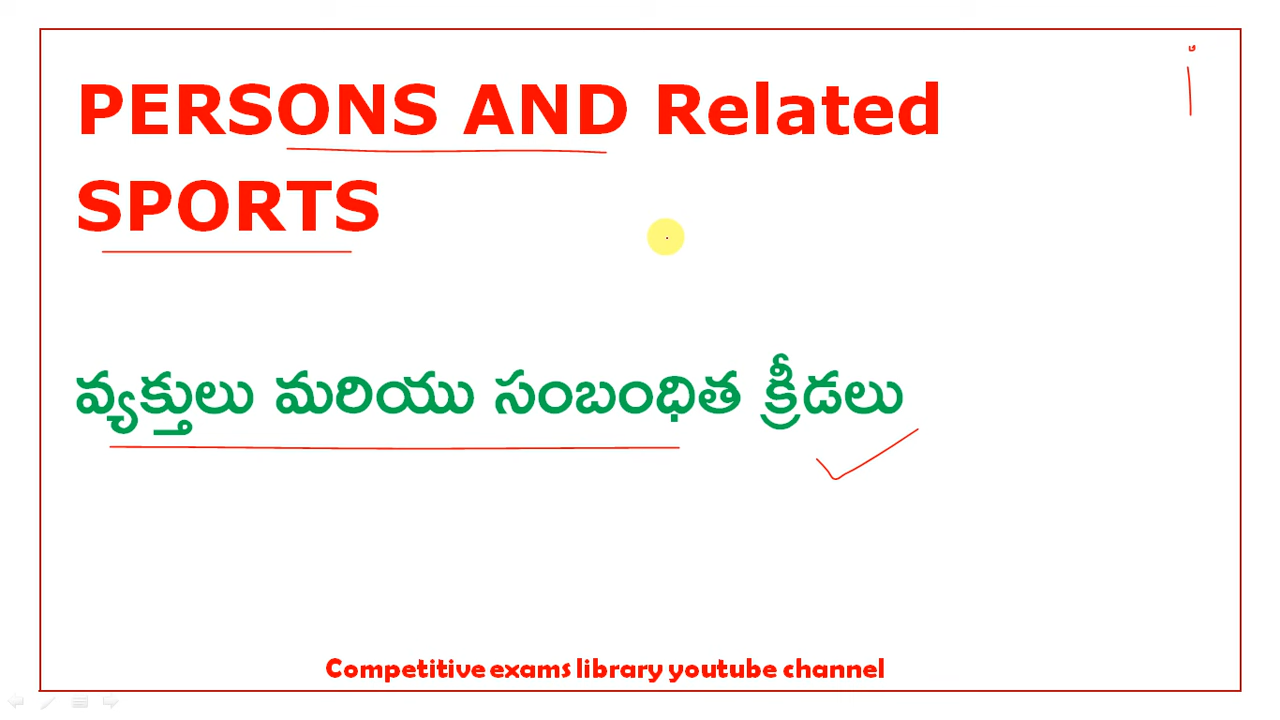 PERSONS AND Related
SPORTS
వ్యక్తులు మరియు సంబంధిత క్రీడలు
Competitive exams library youtube channel